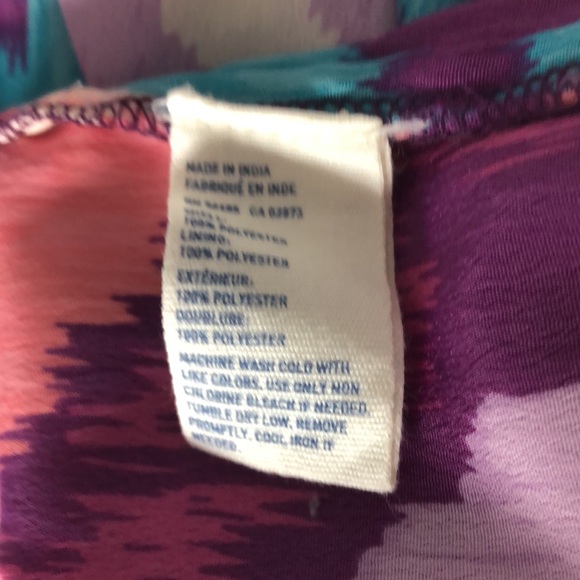 MADE IN INDIA
FABRIQUÉ EN INDE
CA
100% POLYESTER
LINING:
100% POLYESTER
EXTÉRIEUR:
100% POLYESTER
DOUBLURE:
100% POLYESTER
MACHINE WASH COLD WITH
LIKE COLORS. USE ONLY NON
CHLORINE BLEACH IF NEEDED.
TUMBLE DRY LOW, REMOVE
PROMPTLY, COOL IRON IF
NEEDED.